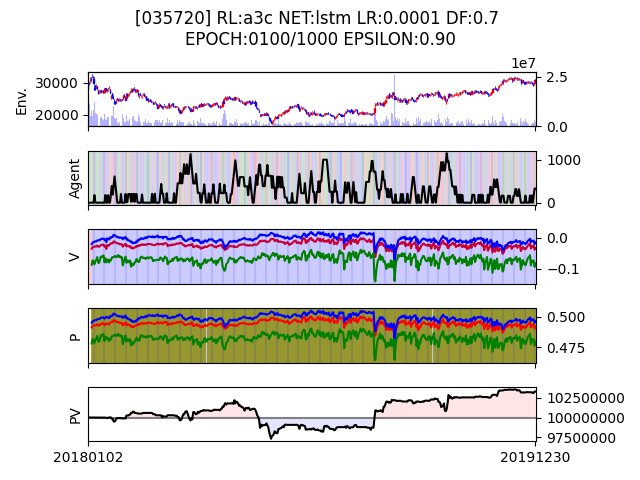 [035720] RL:a3c NET:lstm LR:0.0001 DF:0.7
EPOCH:0100/1000 EPSILON:0.90
1e7
Env.
30000
20000
2.5
0.0
Agent
1000
0
V
0.0
−0.1
P
0.500
0.475
PV
102500000
100000000
97500000
20180102
20191230